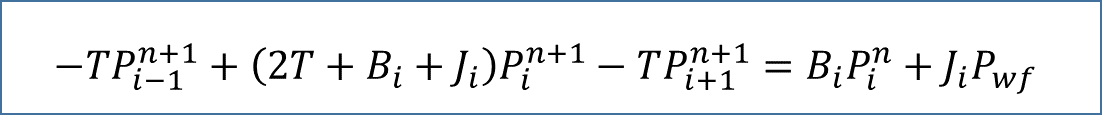 $-TP_{i-1}^{n+1} + (2T + B_i + J_i)P_i^{n+1} - TP_{i+1}^{n+1} = B_iP_i^n + J_iP_{wf}$